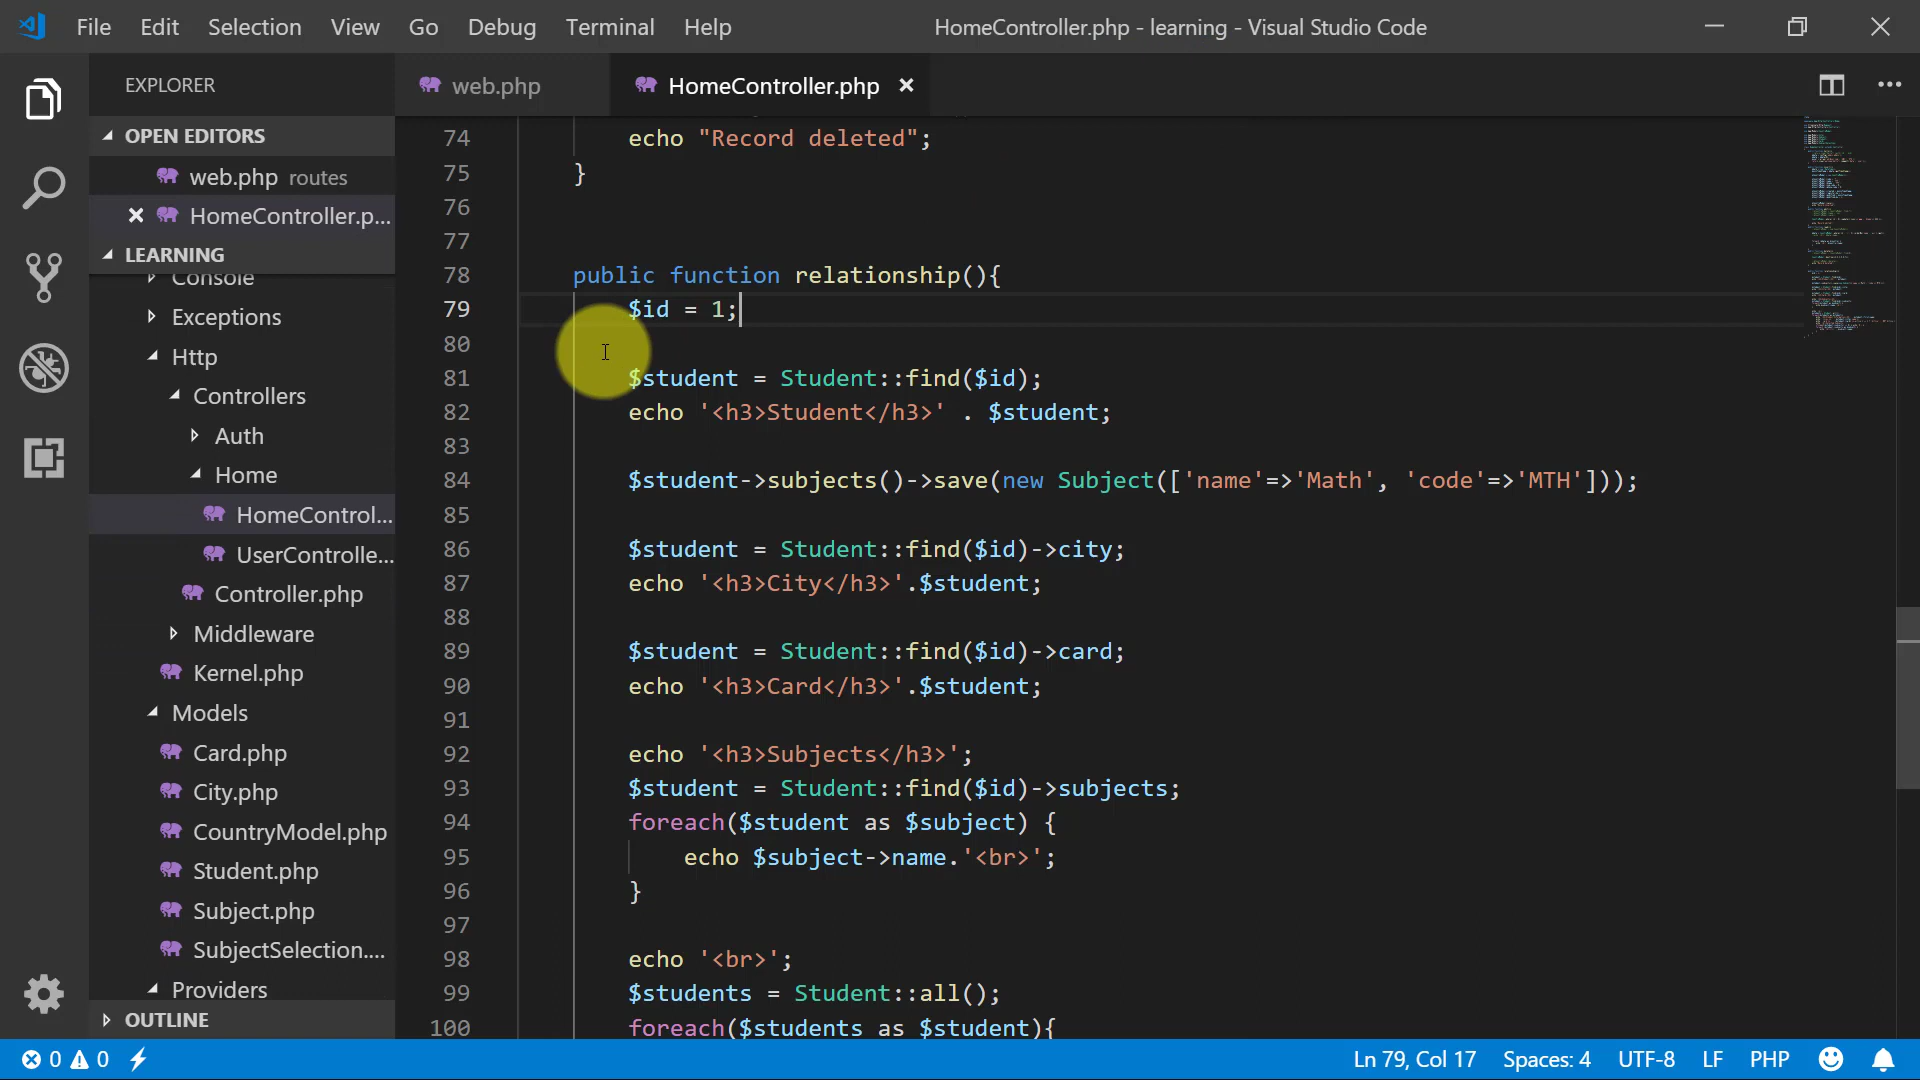 File Edit Selection View Go Debug Terminal Help HomeController.php - learning - Visual Studio Code
EXPLORER
OPEN EDITORS
web.php routes
HomeController.p...
LEARNING
Console
Exceptions
Http
Controllers
Auth
Home
HomeControl...
UserControlle...
Controller.php
Middleware
Kernel.php
Models
Card.php
City.php
CountryModel.php
Student.php
Subject.php
SubjectSelection....
Providers
OUTLINE
web.php HomeController.php
74 echo "Record deleted";
75 }
76
77
78 public function relationship(){
79 $id = 1;
80
81 $student = Student::find($id);
82 echo '<h3>Student</h3>' . $student;
83
84 $student->subjects()->save(new Subject(['name'=>'Math', 'code'=>'MTH']));
85
86 $student = Student::find($id)->city;
87 echo '<h3>City</h3>'.$student;
88
89 $student = Student::find($id)->card;
90 echo '<h3>Card</h3>'.$student;
91
92 echo '<h3>Subjects</h3>';
93 $student = Student::find($id)->subjects;
94 foreach($student as $subject) {
95 echo $subject->name.'<br>';
96 }
97
98 echo '<br>';
99 $students = Student::all();
100 foreach($students as $student){
0 0 Ln 79, Col 17 Spaces: 4 UTF-8 LF PHP